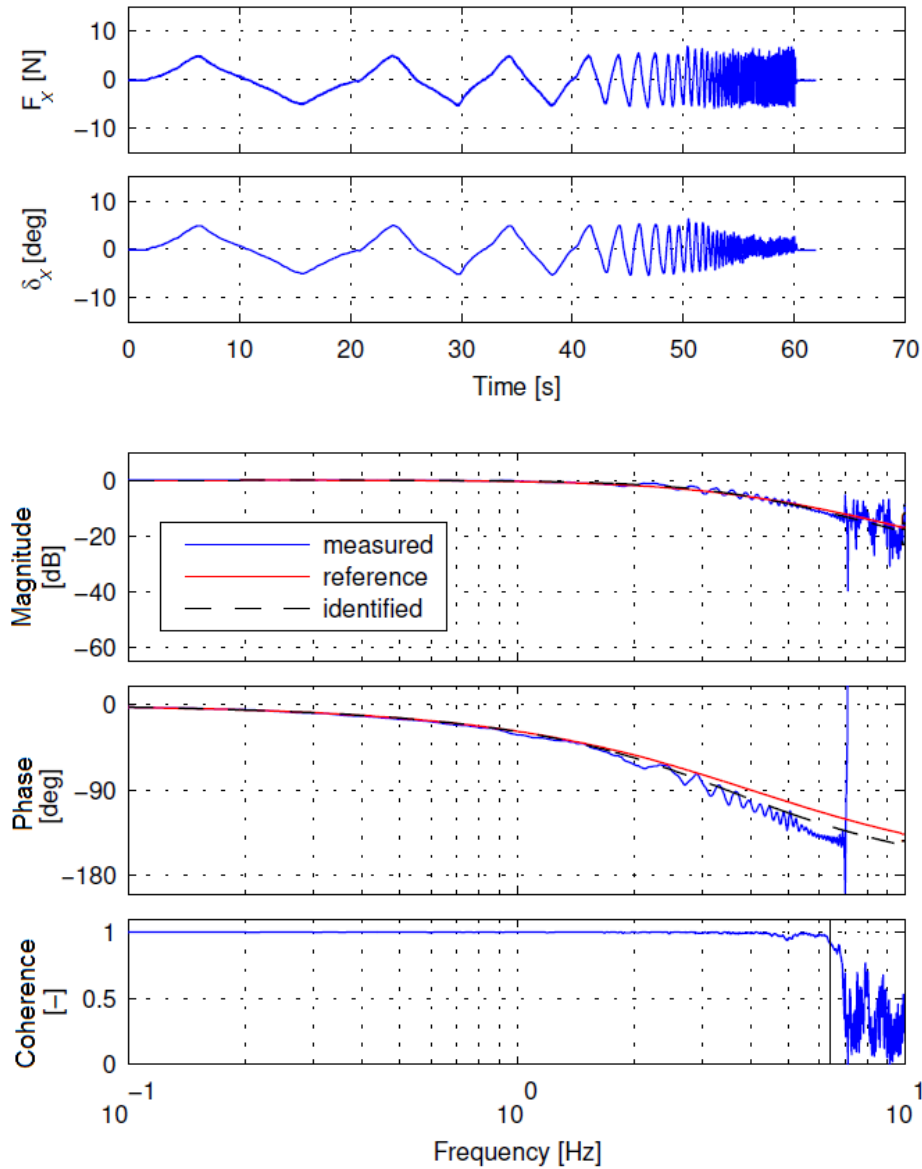 10
0
−10
F_x [N]
10
0
−10
δ_x [deg]
0 10 20 30 40 50 60 70
Time [s]
0
−20
−40
−60
Magnitude
[dB]
measured
reference
identified
0
−90
−180
Phase
[deg]
1
0.5
0
Coherence
[−]
10^−1 10^0 10^1
Frequency [Hz]